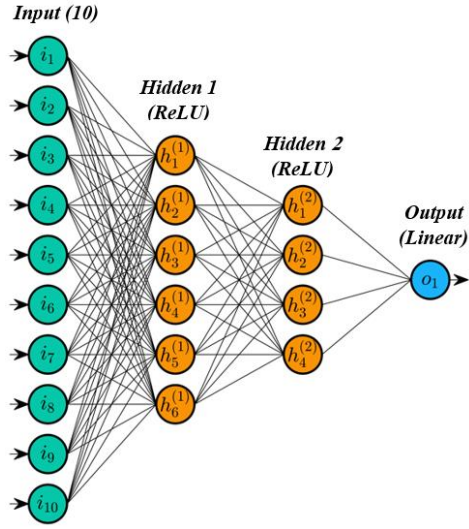 Input (10)
i₁
i₂
i₃
i₄
i₅
i₆
i₇
i₈
i₉
i₁₀
Hidden 1
(ReLU)
h₁⁽¹⁾
h₂⁽¹⁾
h₃⁽¹⁾
h₄⁽¹⁾
h₅⁽¹⁾
h₆⁽¹⁾
Hidden 2
(ReLU)
h₁⁽²⁾
h₂⁽²⁾
h₃⁽²⁾
h₄⁽²⁾
Output
(Linear)
o₁